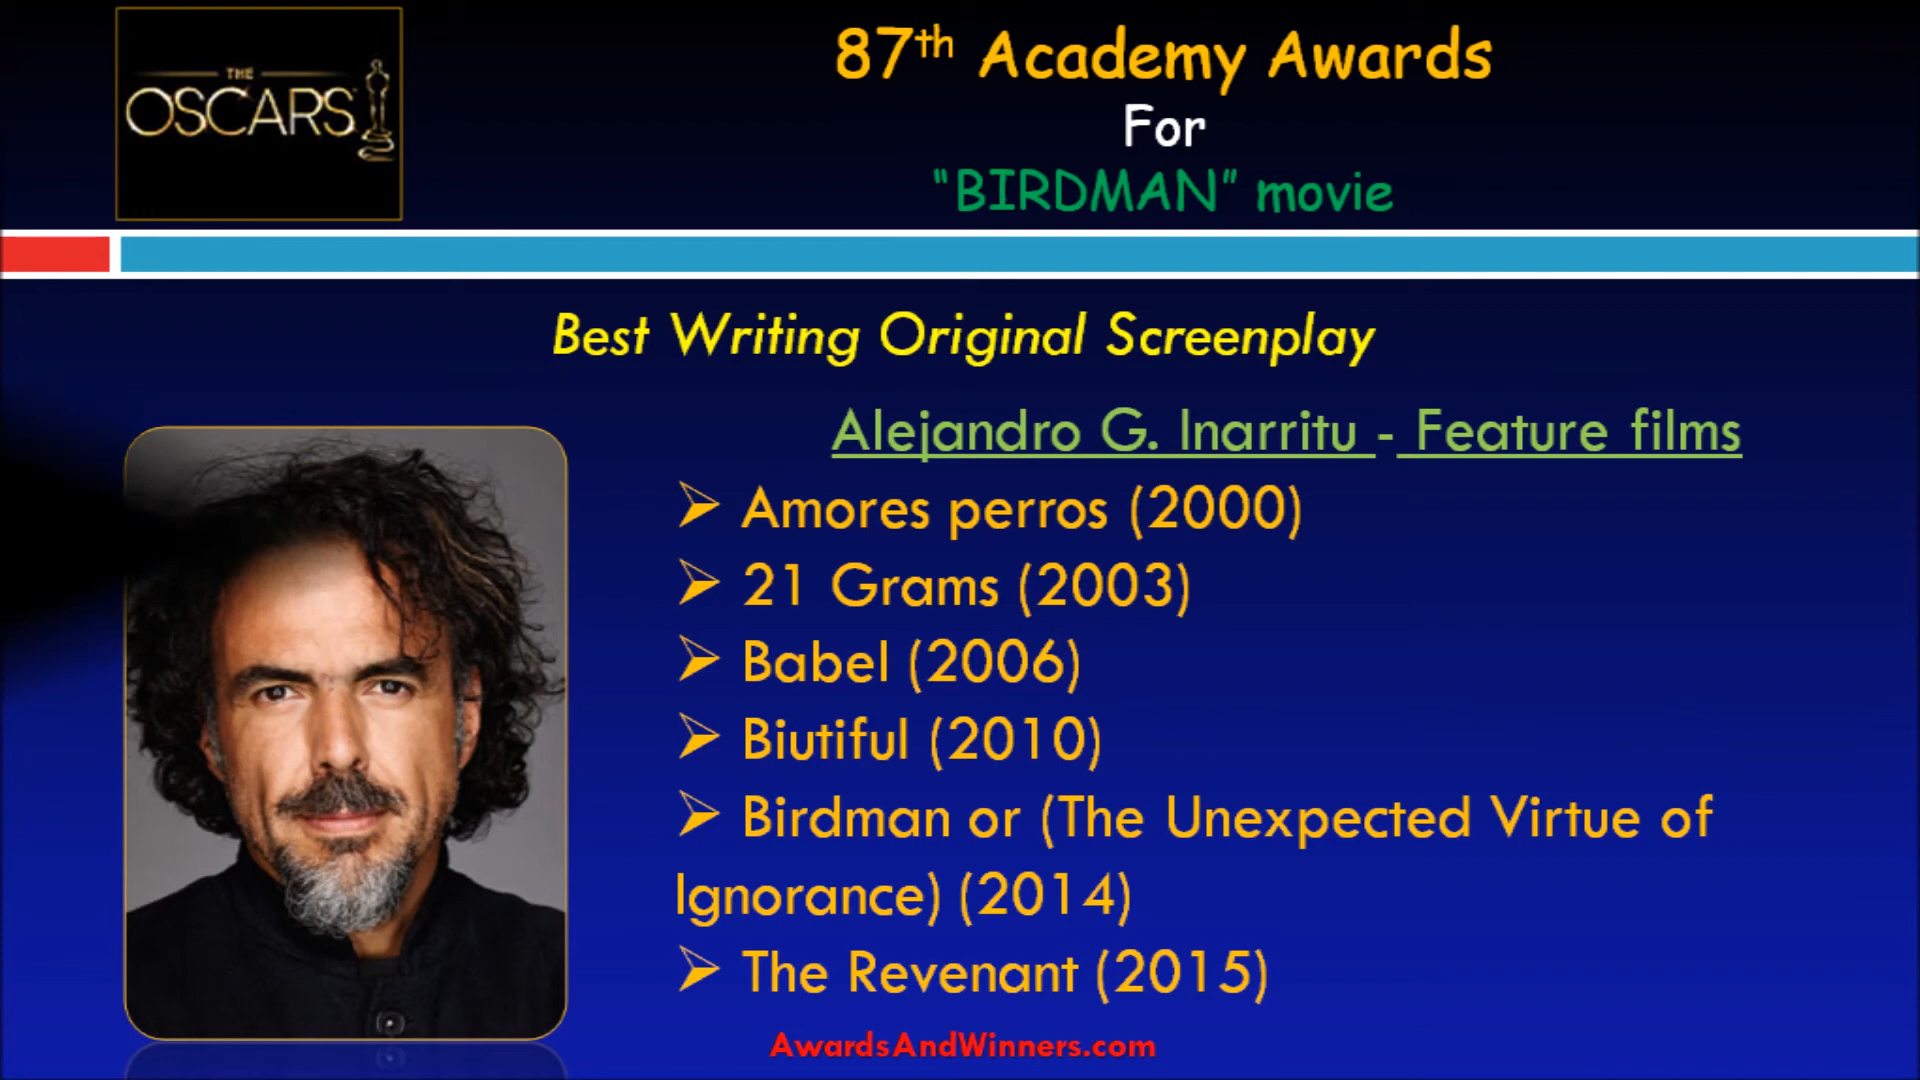 THE
OSCARS
87th Academy Awards
For
“BIRDMAN” movie
Best Writing Original Screenplay
Alejandro G. Inarritu - Feature films
➢ Amores perros (2000)
➢ 21 Grams (2003)
➢ Babel (2006)
➢ Biutiful (2010)
➢ Birdman or (The Unexpected Virtue of
Ignorance) (2014)
➢ The Revenant (2015)
AwardsAndWinners.com